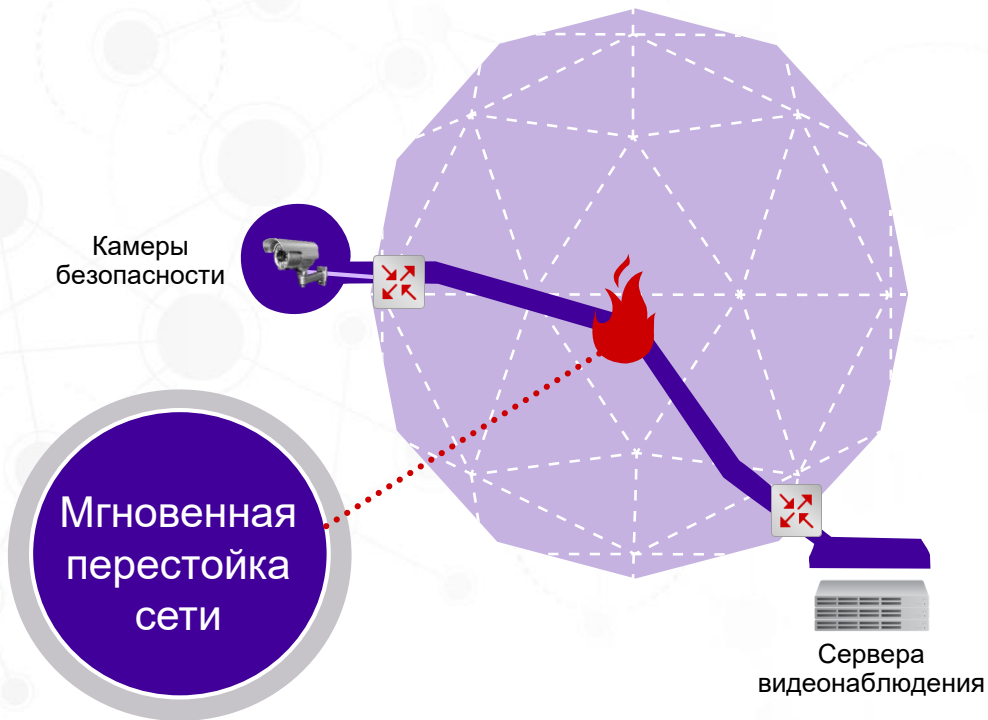 Камеры
безопасности
Мгновенная
перестойка
сети
Сервера
видеонаблюдения